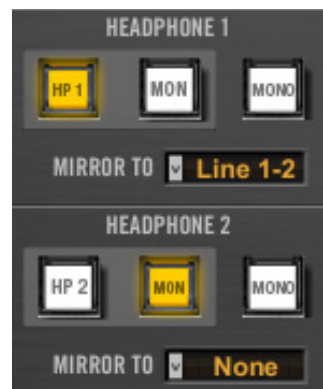 HEADPHONE 1
HP 1 MON MONO
MIRROR TO Line 1-2
HEADPHONE 2
HP 2 MON MONO
MIRROR TO None